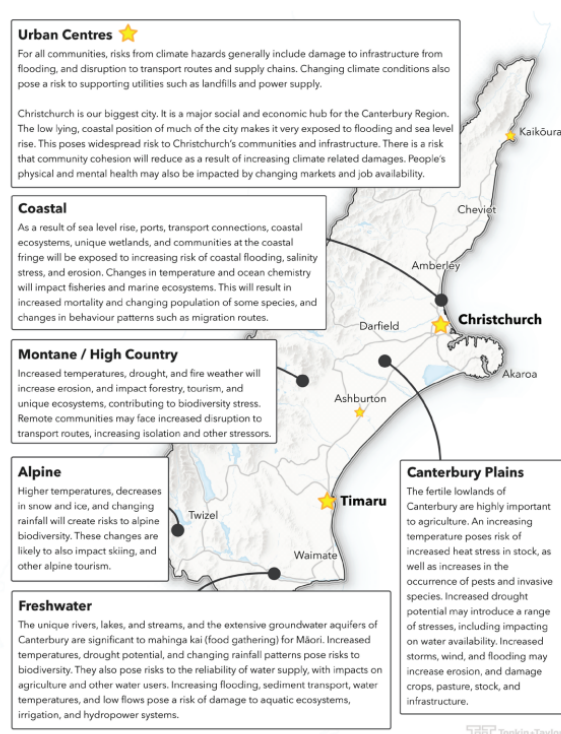 Urban Centres
For all communities, risks from climate hazards generally include damage to infrastructure from
flooding, and disruption to transport routes and supply chains. Changing climate conditions also
pose a risk to supporting utilities such as landfills and power supply.
Christchurch is our biggest city. It is a major social and economic hub for the Canterbury Region.
The low lying, coastal position of much of the city makes it very exposed to flooding and sea level
rise. This poses widespread risk to Christchurch's communities and infrastructure. There is a risk
that community cohesion will reduce as a result of increasing climate related damages. People's
physical and mental health may also be impacted by changing markets and job availability.
Kaikōura
Cheviot
Amberley
Coastal
As a result of sea level rise, ports, transport connections, coastal
ecosystems, unique wetlands, and communities at the coastal
fringe will be exposed to increasing risk of coastal flooding, salinity
stress, and erosion. Changes in temperature and ocean chemistry
will impact fisheries and marine ecosystems. This will result in
increased mortality and changing population of some species, and
changes in behaviour patterns such as migration routes.
Darfield
Christchurch
Akaroa
Montane / High Country
Increased temperatures, drought, and fire weather will
increase erosion, and impact forestry, tourism, and
unique ecosystems, contributing to biodiversity stress.
Remote communities may face increased disruption to
transport routes, increasing isolation and other stressors.
Ashburton
Alpine
Higher temperatures, decreases
in snow and ice, and changing
rainfall will create risks to alpine
biodiversity. These changes are
likely to also impact skiing, and
other alpine tourism.
Twizel
Timaru
Waimate
Canterbury Plains
The fertile lowlands of
Canterbury are highly important
to agriculture. An increasing
temperature poses risk of
increased heat stress in stock, as
well as increases in the
occurrence of pests and invasive
species. Increased drought
potential may introduce a range
of stresses, including impacting
on water availability. Increased
storms, wind, and flooding may
increase erosion, and damage
crops, pasture, stock, and
infrastructure.
Freshwater
The unique rivers, lakes, and streams, and the extensive groundwater aquifers of
Canterbury are significant to mahinga kai (food gathering) for Māori. Increased
temperatures, drought potential, and changing rainfall patterns pose risks to
biodiversity. They also pose risks to the reliability of water supply, with impacts on
agriculture and other water users. Increasing flooding, sediment transport, water
temperatures, and low flows pose a risk of damage to aquatic ecosystems,
irrigation, and hydropower systems.